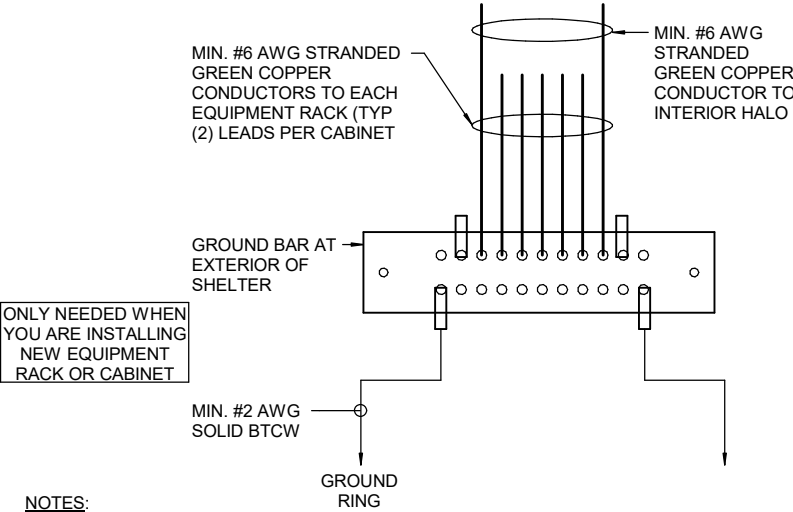 MIN. #6 AWG STRANDED
GREEN COPPER
CONDUCTORS TO EACH
EQUIPMENT RACK (TYP
(2) LEADS PER CABINET
MIN. #6 AWG
STRANDED
GREEN COPPER
CONDUCTOR TO
INTERIOR HALO
GROUND BAR AT
EXTERIOR OF
SHELTER
ONLY NEEDED WHEN
YOU ARE INSTALLING
NEW EQUIPMENT
RACK OR CABINET
MIN. #2 AWG
SOLID BTCW
GROUND
RING
NOTES: